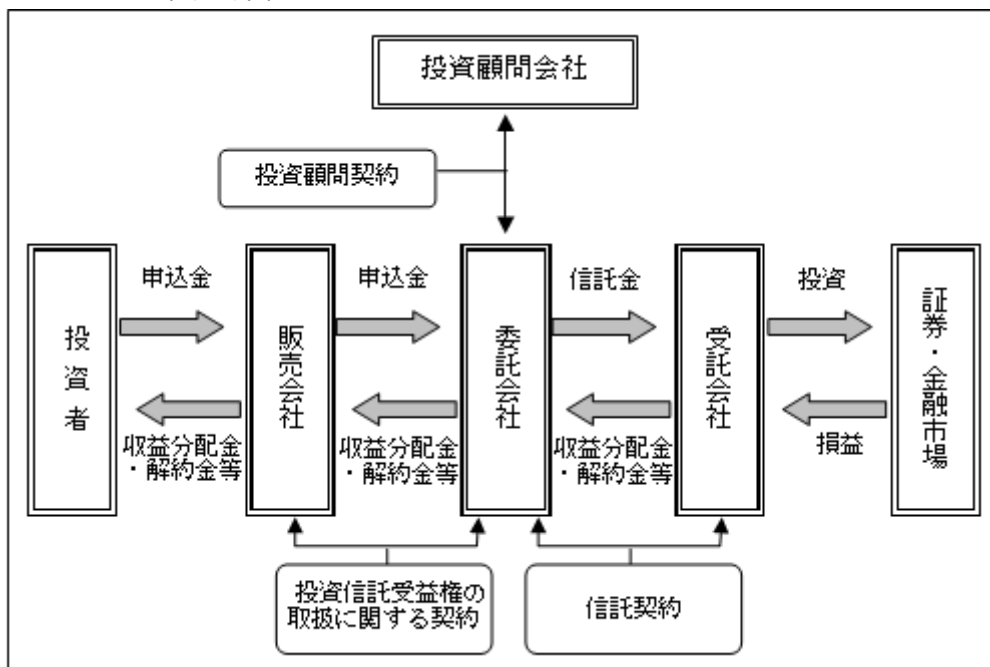 投資顧問会社
投資顧問契約
投資者
申込金
収益分配金
・解約金等
販売会社
申込金
収益分配金
・解約金等
委託会社
信託金
収益分配金
・解約金等
受託会社
投資
損益
証券・金融市場
投資信託受益権の
取扱に関する契約
信託契約